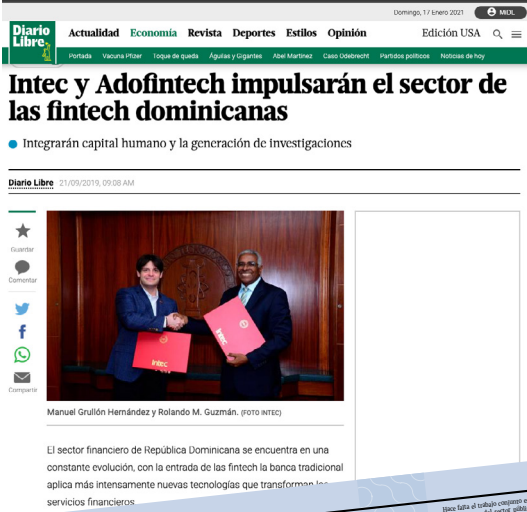 Domingo, 17 Enero 2021
MiDL
Diario Libre
Actualidad Economía Revista Deportes Estilos Opinión
Edición USA
Portada Vacuna Pfizer Toque de queda Águilas y Gigantes Abel Martínez Caso Odebrecht Partidos políticos Noticias de hoy
Intec y Adofintech impulsarán el sector de
las fintech dominicanas
Integrarán capital humano y la generación de investigaciones
Diario Libre 21/09/2019, 09:08 AM
Guardar
Comentar
Compartir
intec
intec
Manuel Grullón Hernández y Rolando M. Guzmán. (FOTO INTEC)
El sector financiero de República Dominicana se encuentra en una
constante evolución, con la entrada de las fintech la banca tradicional
aplica más intensamente nuevas tecnologías que transforman
servicios financieros
Hace falta el trabajo conjunto
del sector